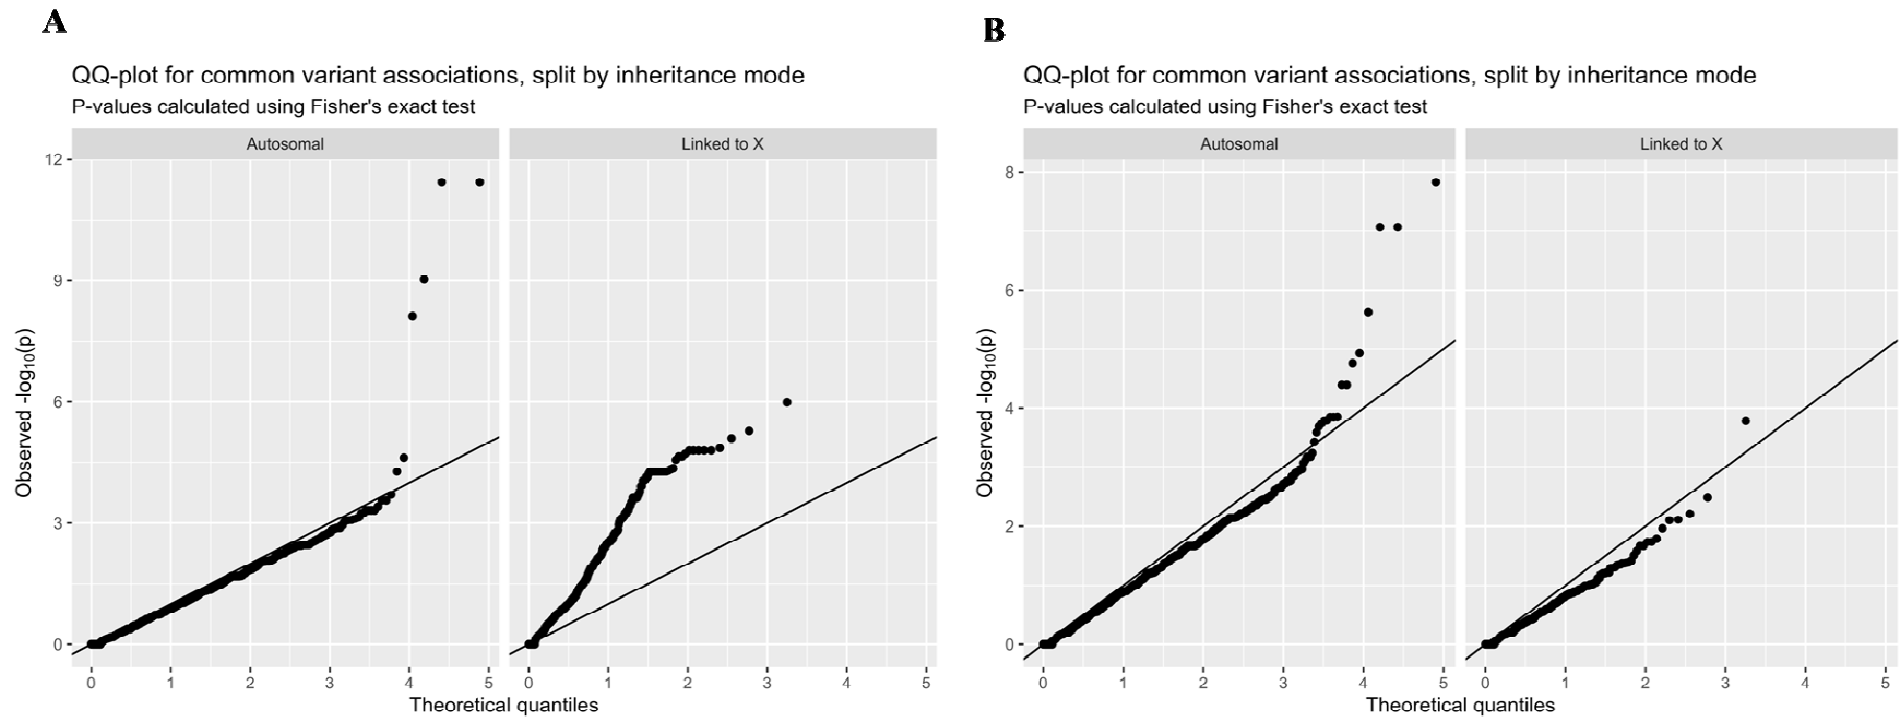 A
QQ-plot for common variant associations, split by inheritance mode
P-values calculated using Fisher's exact test
Autosomal
Linked to X
12
9
6
3
0
Observed -log10(p)
0 1 2 3 4 5
0 1 2 3 4 5
Theoretical quantiles
B
QQ-plot for common variant associations, split by inheritance mode
P-values calculated using Fisher's exact test
Autosomal
Linked to X
8
6
4
2
0
Observed -log10(p)
0 1 2 3 4 5
0 1 2 3 4 5
Theoretical quantiles